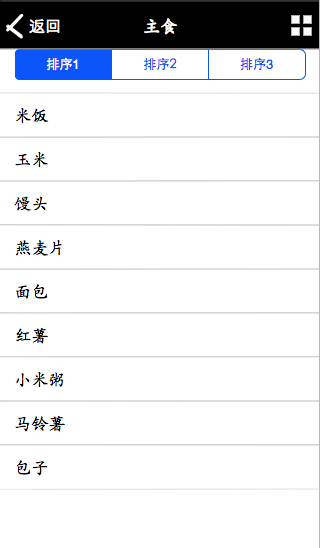 返回 主食
排序1 排序2 排序3
米饭
玉米
馒头
燕麦片
面包
红薯
小米粥
马铃薯
包子